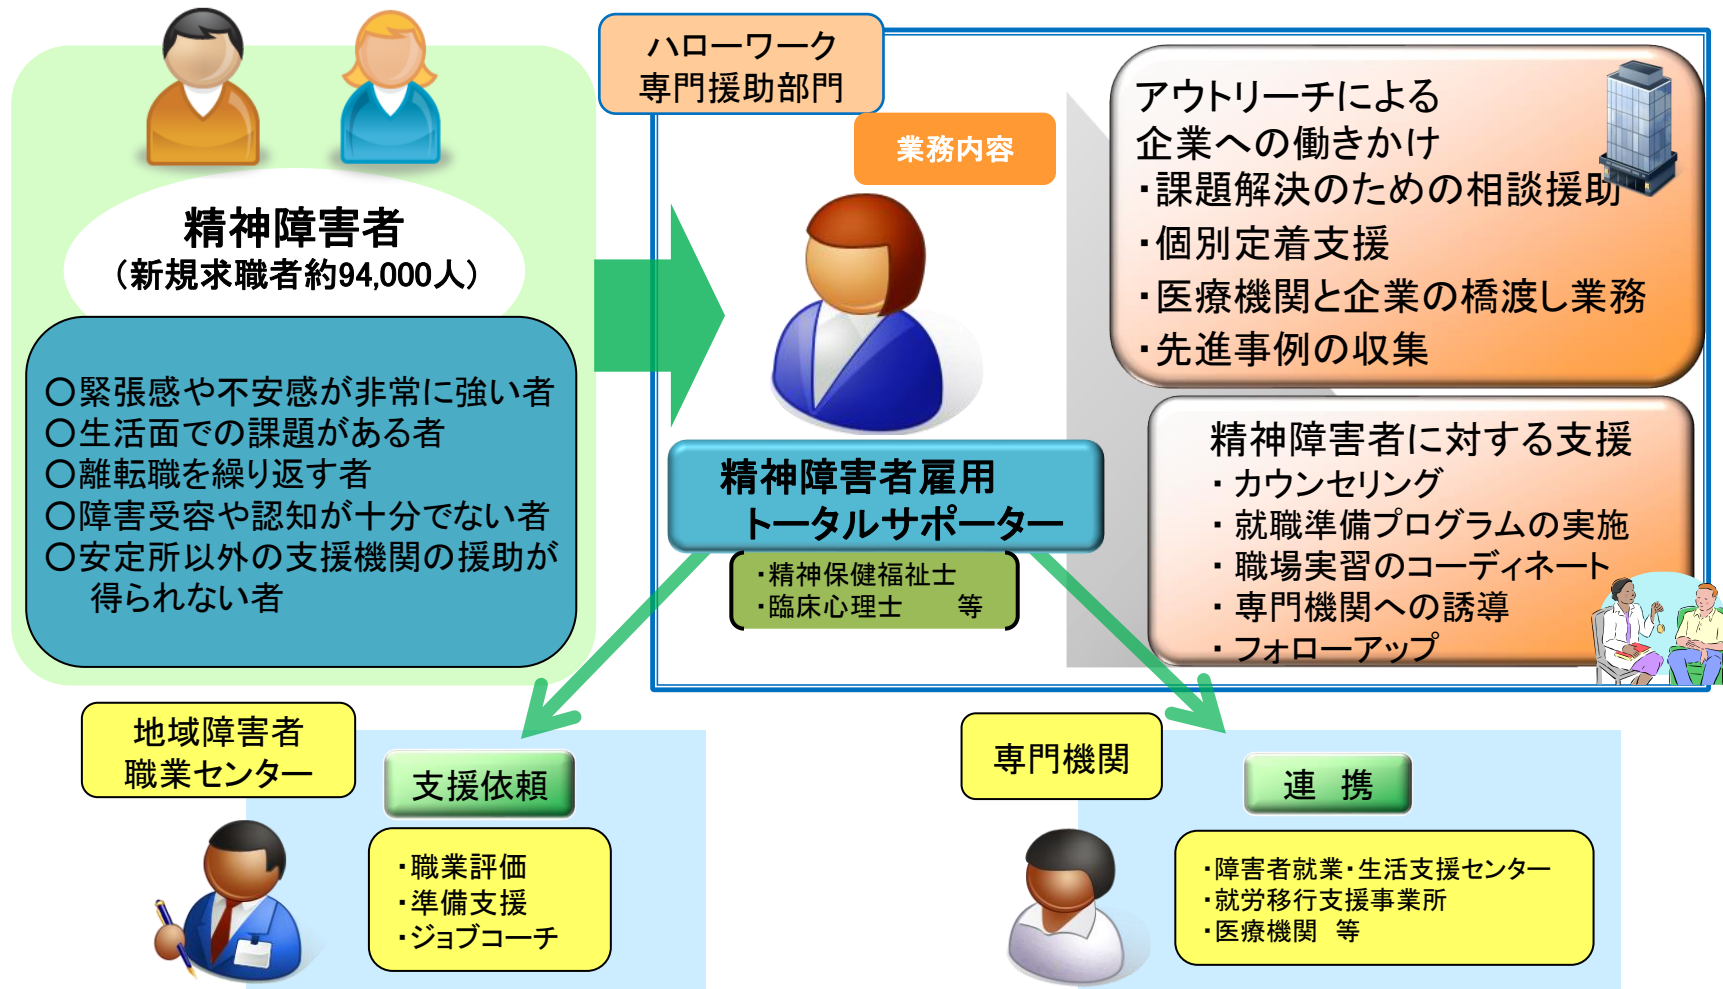 精神障害者
（新規求職者約94,000人）
〇緊張感や不安感が非常に強い者
〇生活面での課題がある者
〇離転職を繰り返す者
〇障害受容や認知が十分でない者
〇安定所以外の支援機関の援助が
得られない者
ハローワーク
専門援助部門
業務内容
精神障害者雇用
トータルサポーター
・精神保健福祉士
・臨床心理士　　等
アウトリーチによる
企業への働きかけ
・課題解決のための相談援助
・個別定着支援
・医療機関と企業の橋渡し業務
・先進事例の収集
精神障害者に対する支援
・カウンセリング
・就職準備プログラムの実施
・職場実習のコーディネート
・専門機関への誘導
・フォローアップ
地域障害者
職業センター
支援依頼
・職業評価
・準備支援
・ジョブコーチ
専門機関
連　携
・障害者就業・生活支援センター
・就労移行支援事業所
・医療機関　等